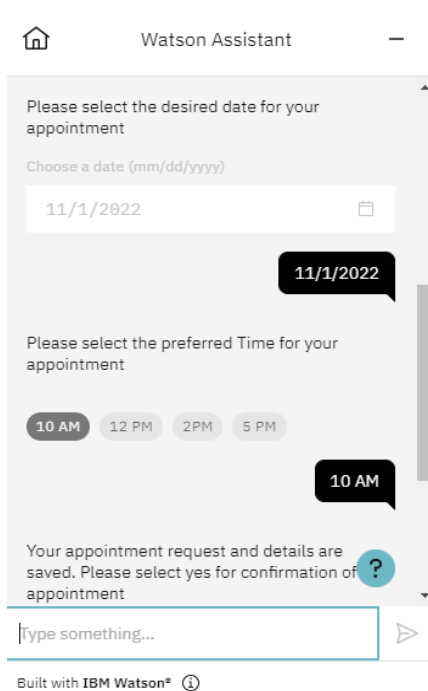 Watson Assistant
Please select the desired date for your
appointment
Choose a date (mm/dd/yyyy)
11/1/2022
11/1/2022
Please select the preferred Time for your
appointment
10 AM 12 PM 2PM 5 PM
10 AM
Your appointment request and details are
saved. Please select yes for confirmation of
appointment
?
Type something...
Built with IBM Watson®